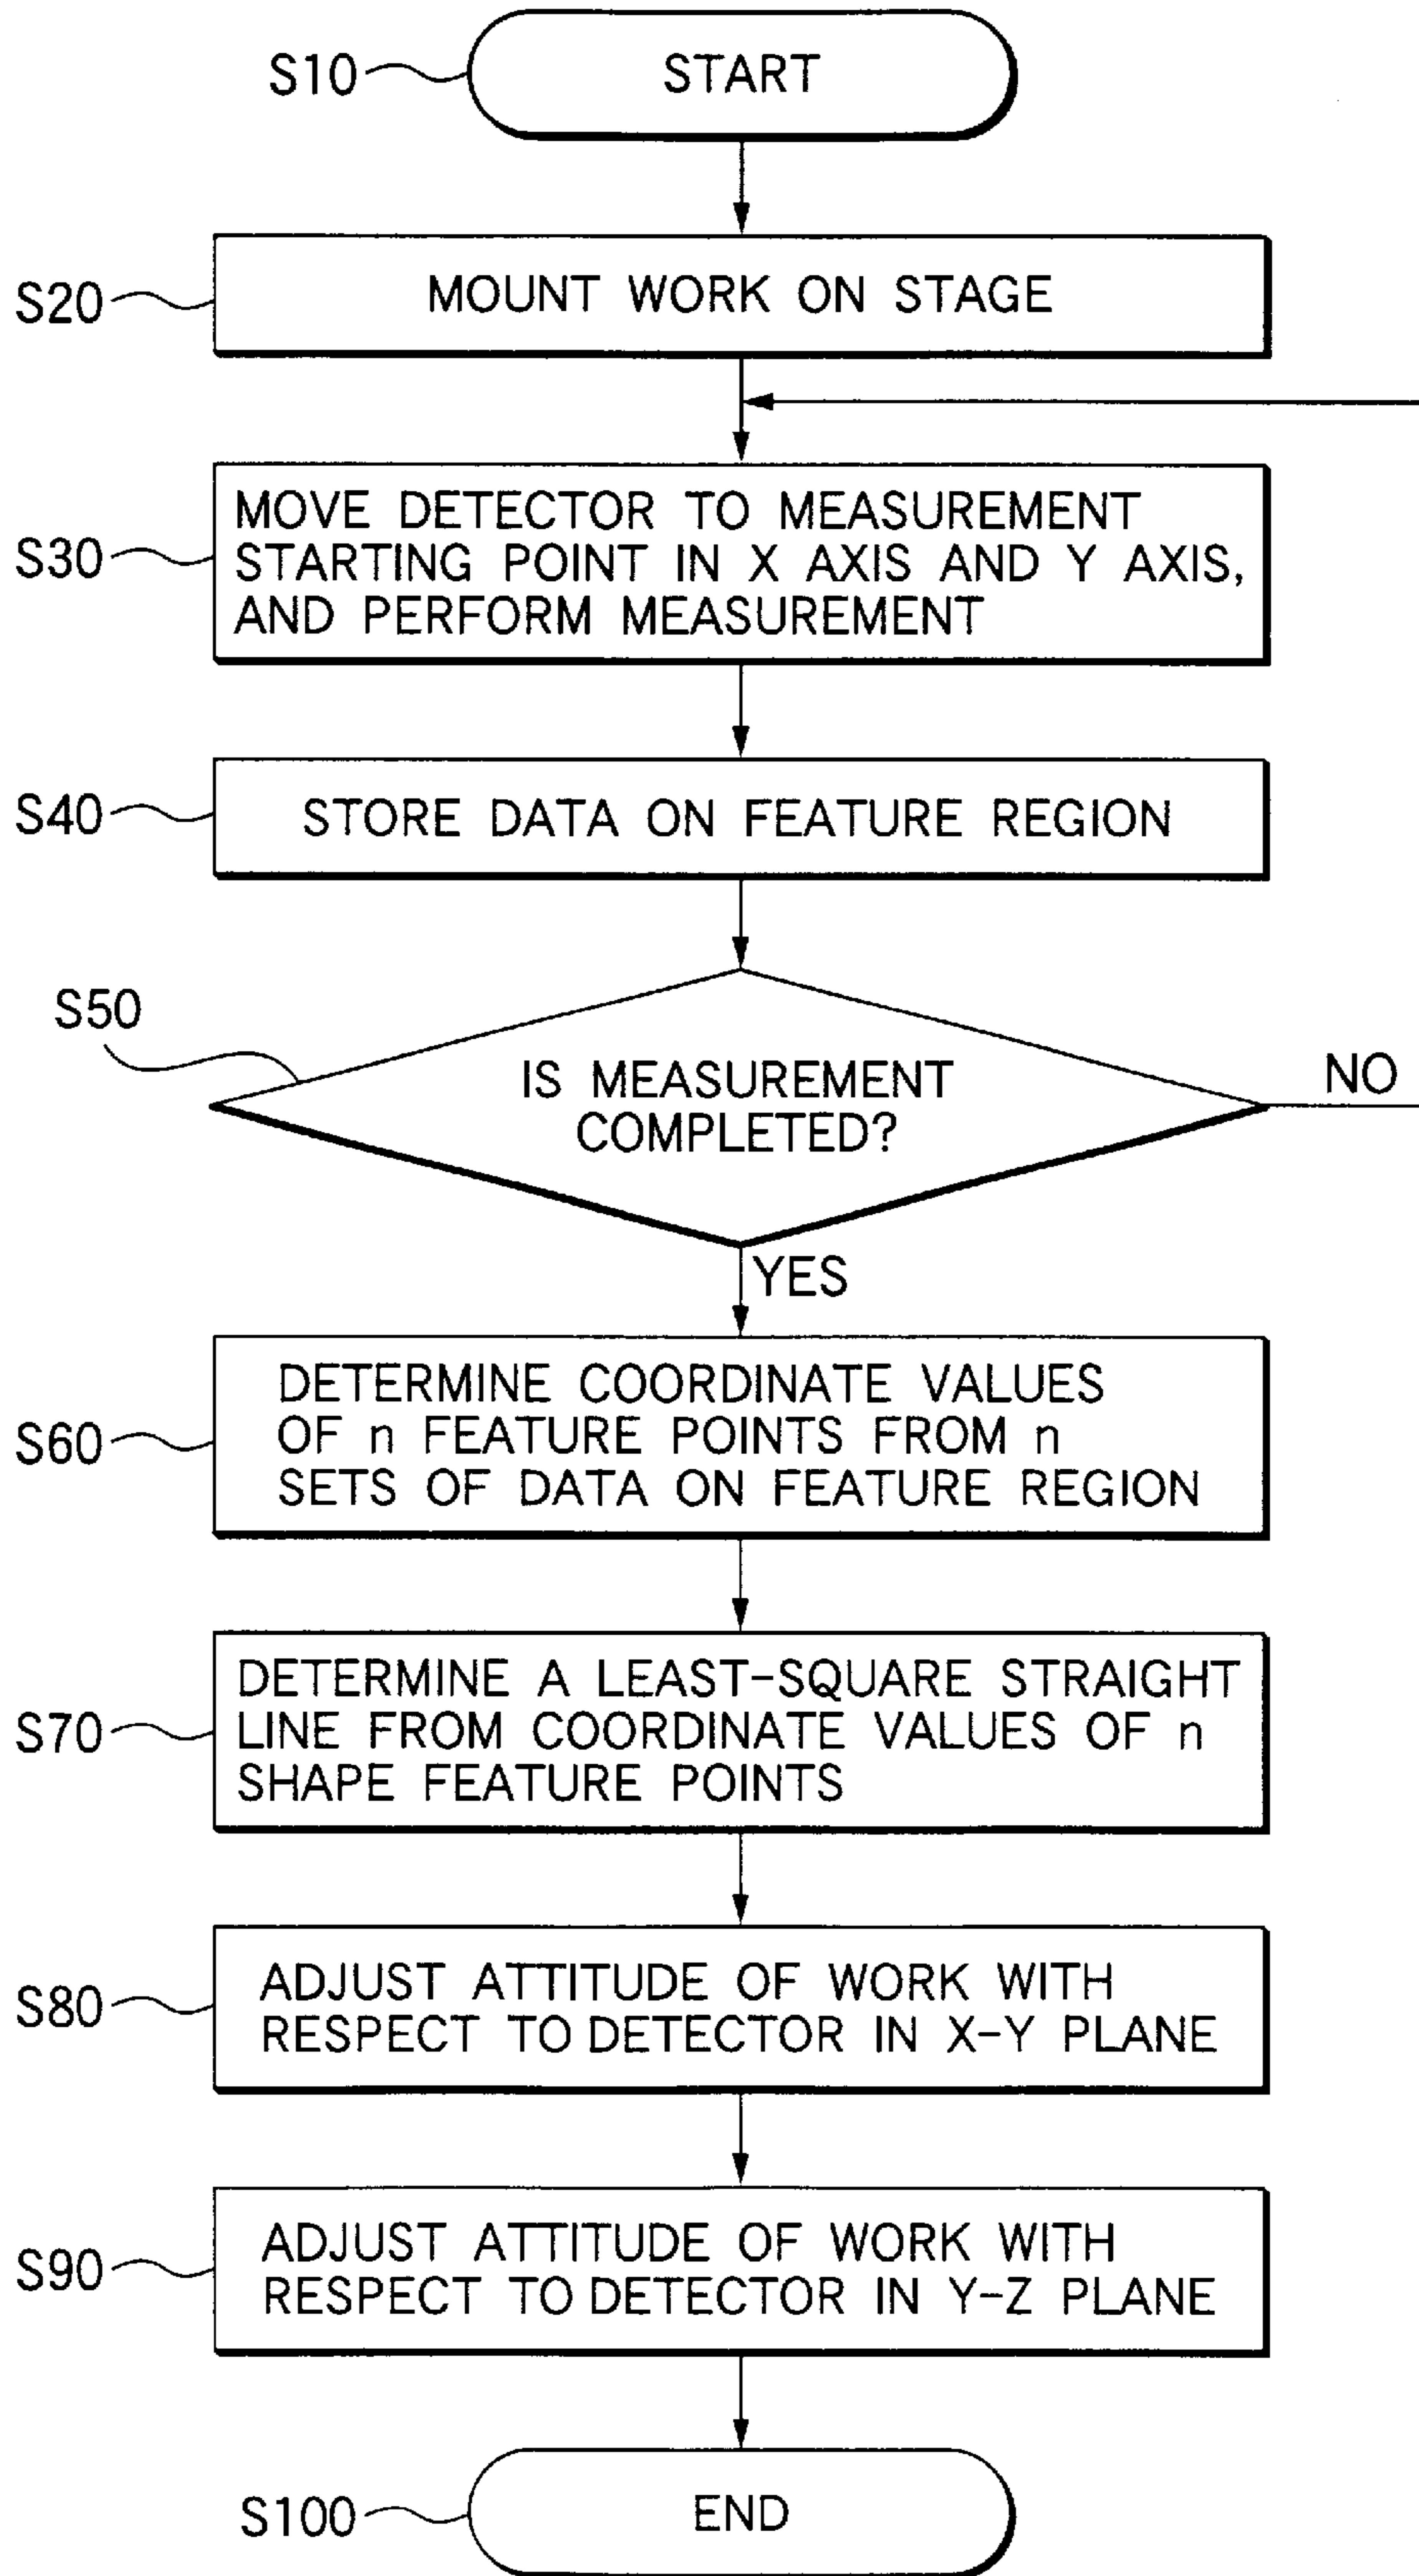 S10
START
S20
MOUNT WORK ON STAGE
S30
MOVE DETECTOR TO MEASUREMENT
STARTING POINT IN X AXIS AND Y AXIS,
AND PERFORM MEASUREMENT
S40
STORE DATA ON FEATURE REGION
S50
IS MEASUREMENT
COMPLETED?
NO
YES
S60
DETERMINE COORDINATE VALUES
OF n FEATURE POINTS FROM n
SETS OF DATA ON FEATURE REGION
S70
DETERMINE A LEAST-SQUARE STRAIGHT
LINE FROM COORDINATE VALUES OF n
SHAPE FEATURE POINTS
S80
ADJUST ATTITUDE OF WORK WITH
RESPECT TO DETECTOR IN X-Y PLANE
S90
ADJUST ATTITUDE OF WORK WITH
RESPECT TO DETECTOR IN Y-Z PLANE
S100
END